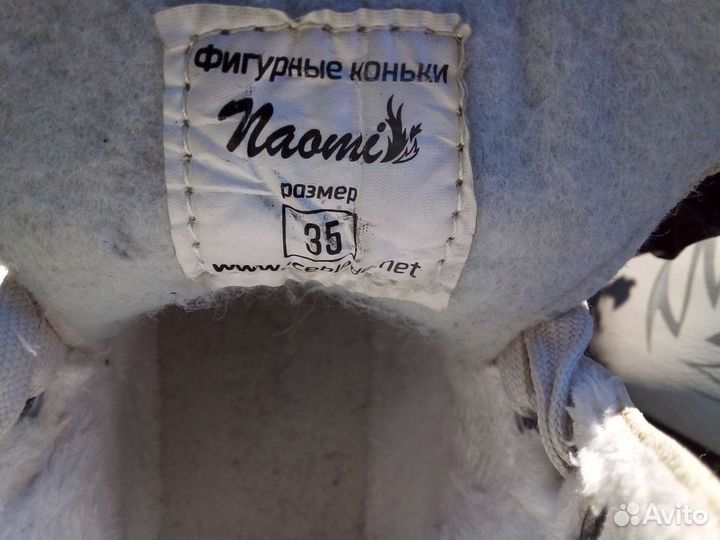 Фигурные коньки
Naomi
размер
35
Avito